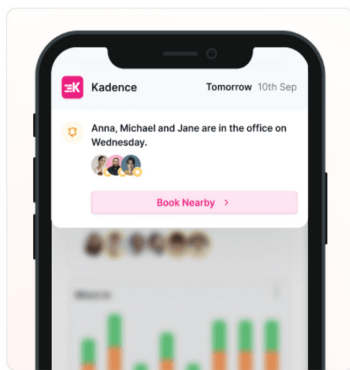 K
Kadence
Tomorrow 10th Sep
Anna, Michael and Jane are in the office on
Wednesday.
Book Nearby